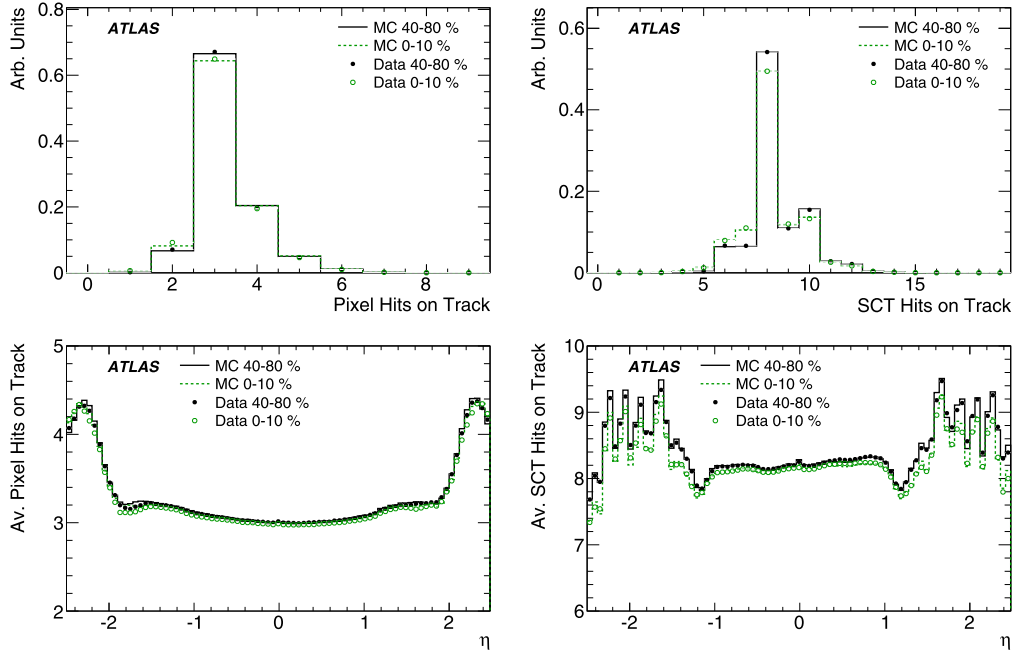 Arb. Units
ATLAS
MC 40-80 %
MC 0-10 %
Data 40-80 %
Data 0-10 %
0.8
0.6
0.4
0.2
0
0 2 4 6 8
Pixel Hits on Track
Arb. Units
ATLAS
MC 40-80 %
MC 0-10 %
Data 40-80 %
Data 0-10 %
0.6
0.4
0.2
0
0 5 10 15
SCT Hits on Track
Av. Pixel Hits on Track
ATLAS
MC 40-80 %
MC 0-10 %
Data 40-80 %
Data 0-10 %
5
4
3
2
-2 -1 0 1 2
η
Av. SCT Hits on Track
ATLAS
MC 40-80 %
MC 0-10 %
Data 40-80 %
Data 0-10 %
10
9
8
7
6
-2 -1 0 1 2
η